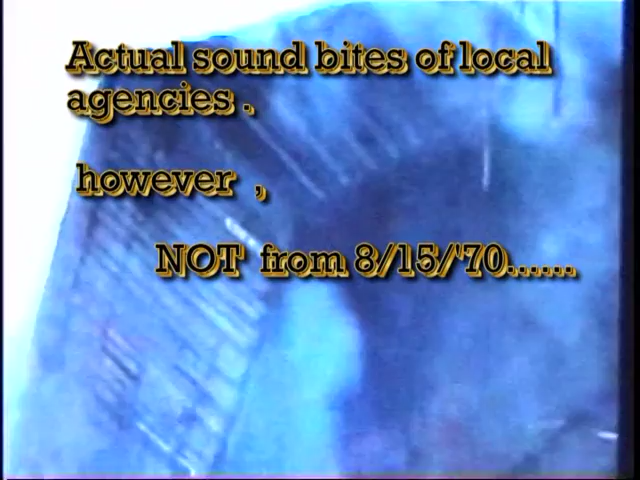 Actual sound bites of local
agencies .
however ,
NOT from 8/15/'70......